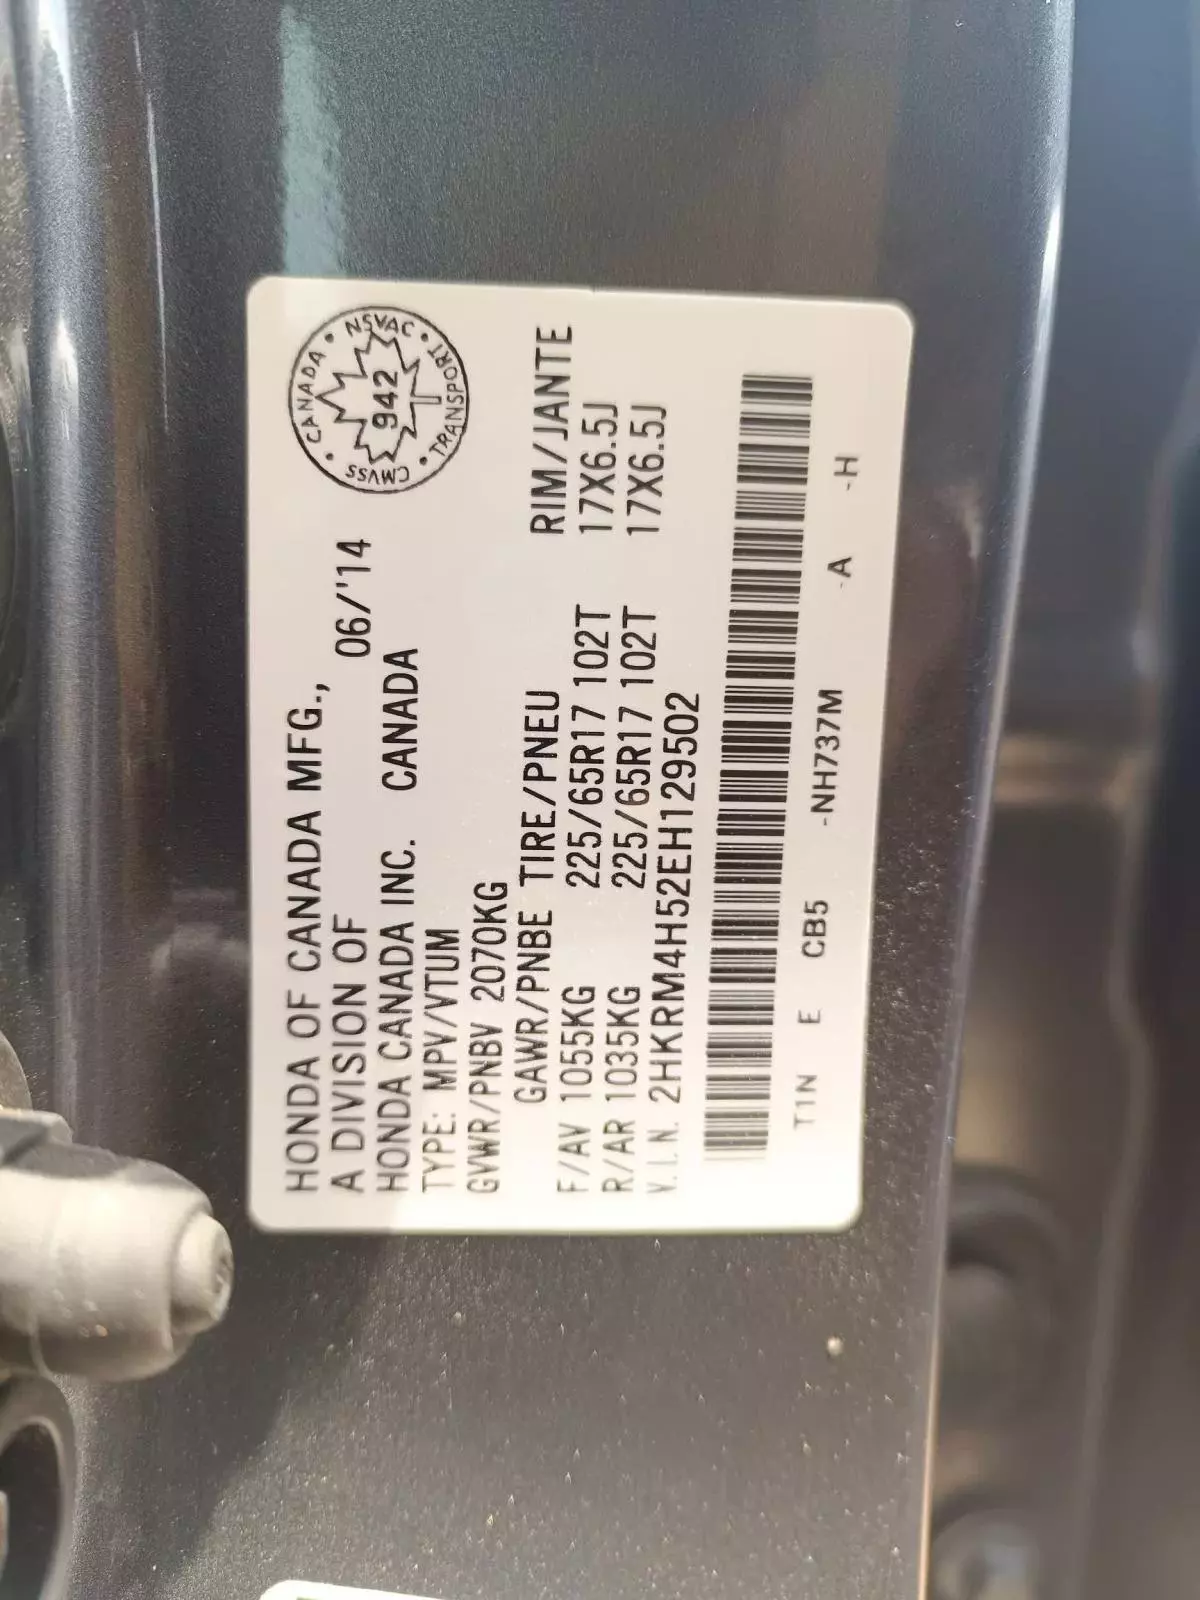 HONDA OF CANADA MFG.,
A DIVISION OF 06/'14
HONDA CANADA INC. CANADA
TYPE: MPV/VTUM
GVWR/PNBV 2070KG
GAWR/PNBE TIRE/PNEU RIM/JANTE
F/AV 1055KG 225/65R17 102T 17X6.5J
R/AR 1035KG 225/65R17 102T 17X6.5J
V.I.N. 2HKRM4H52EH129502
T1N E CB5 -NH737M -A -H
CANADA • NSVAC • TRANSPORT • CMVSS •
942